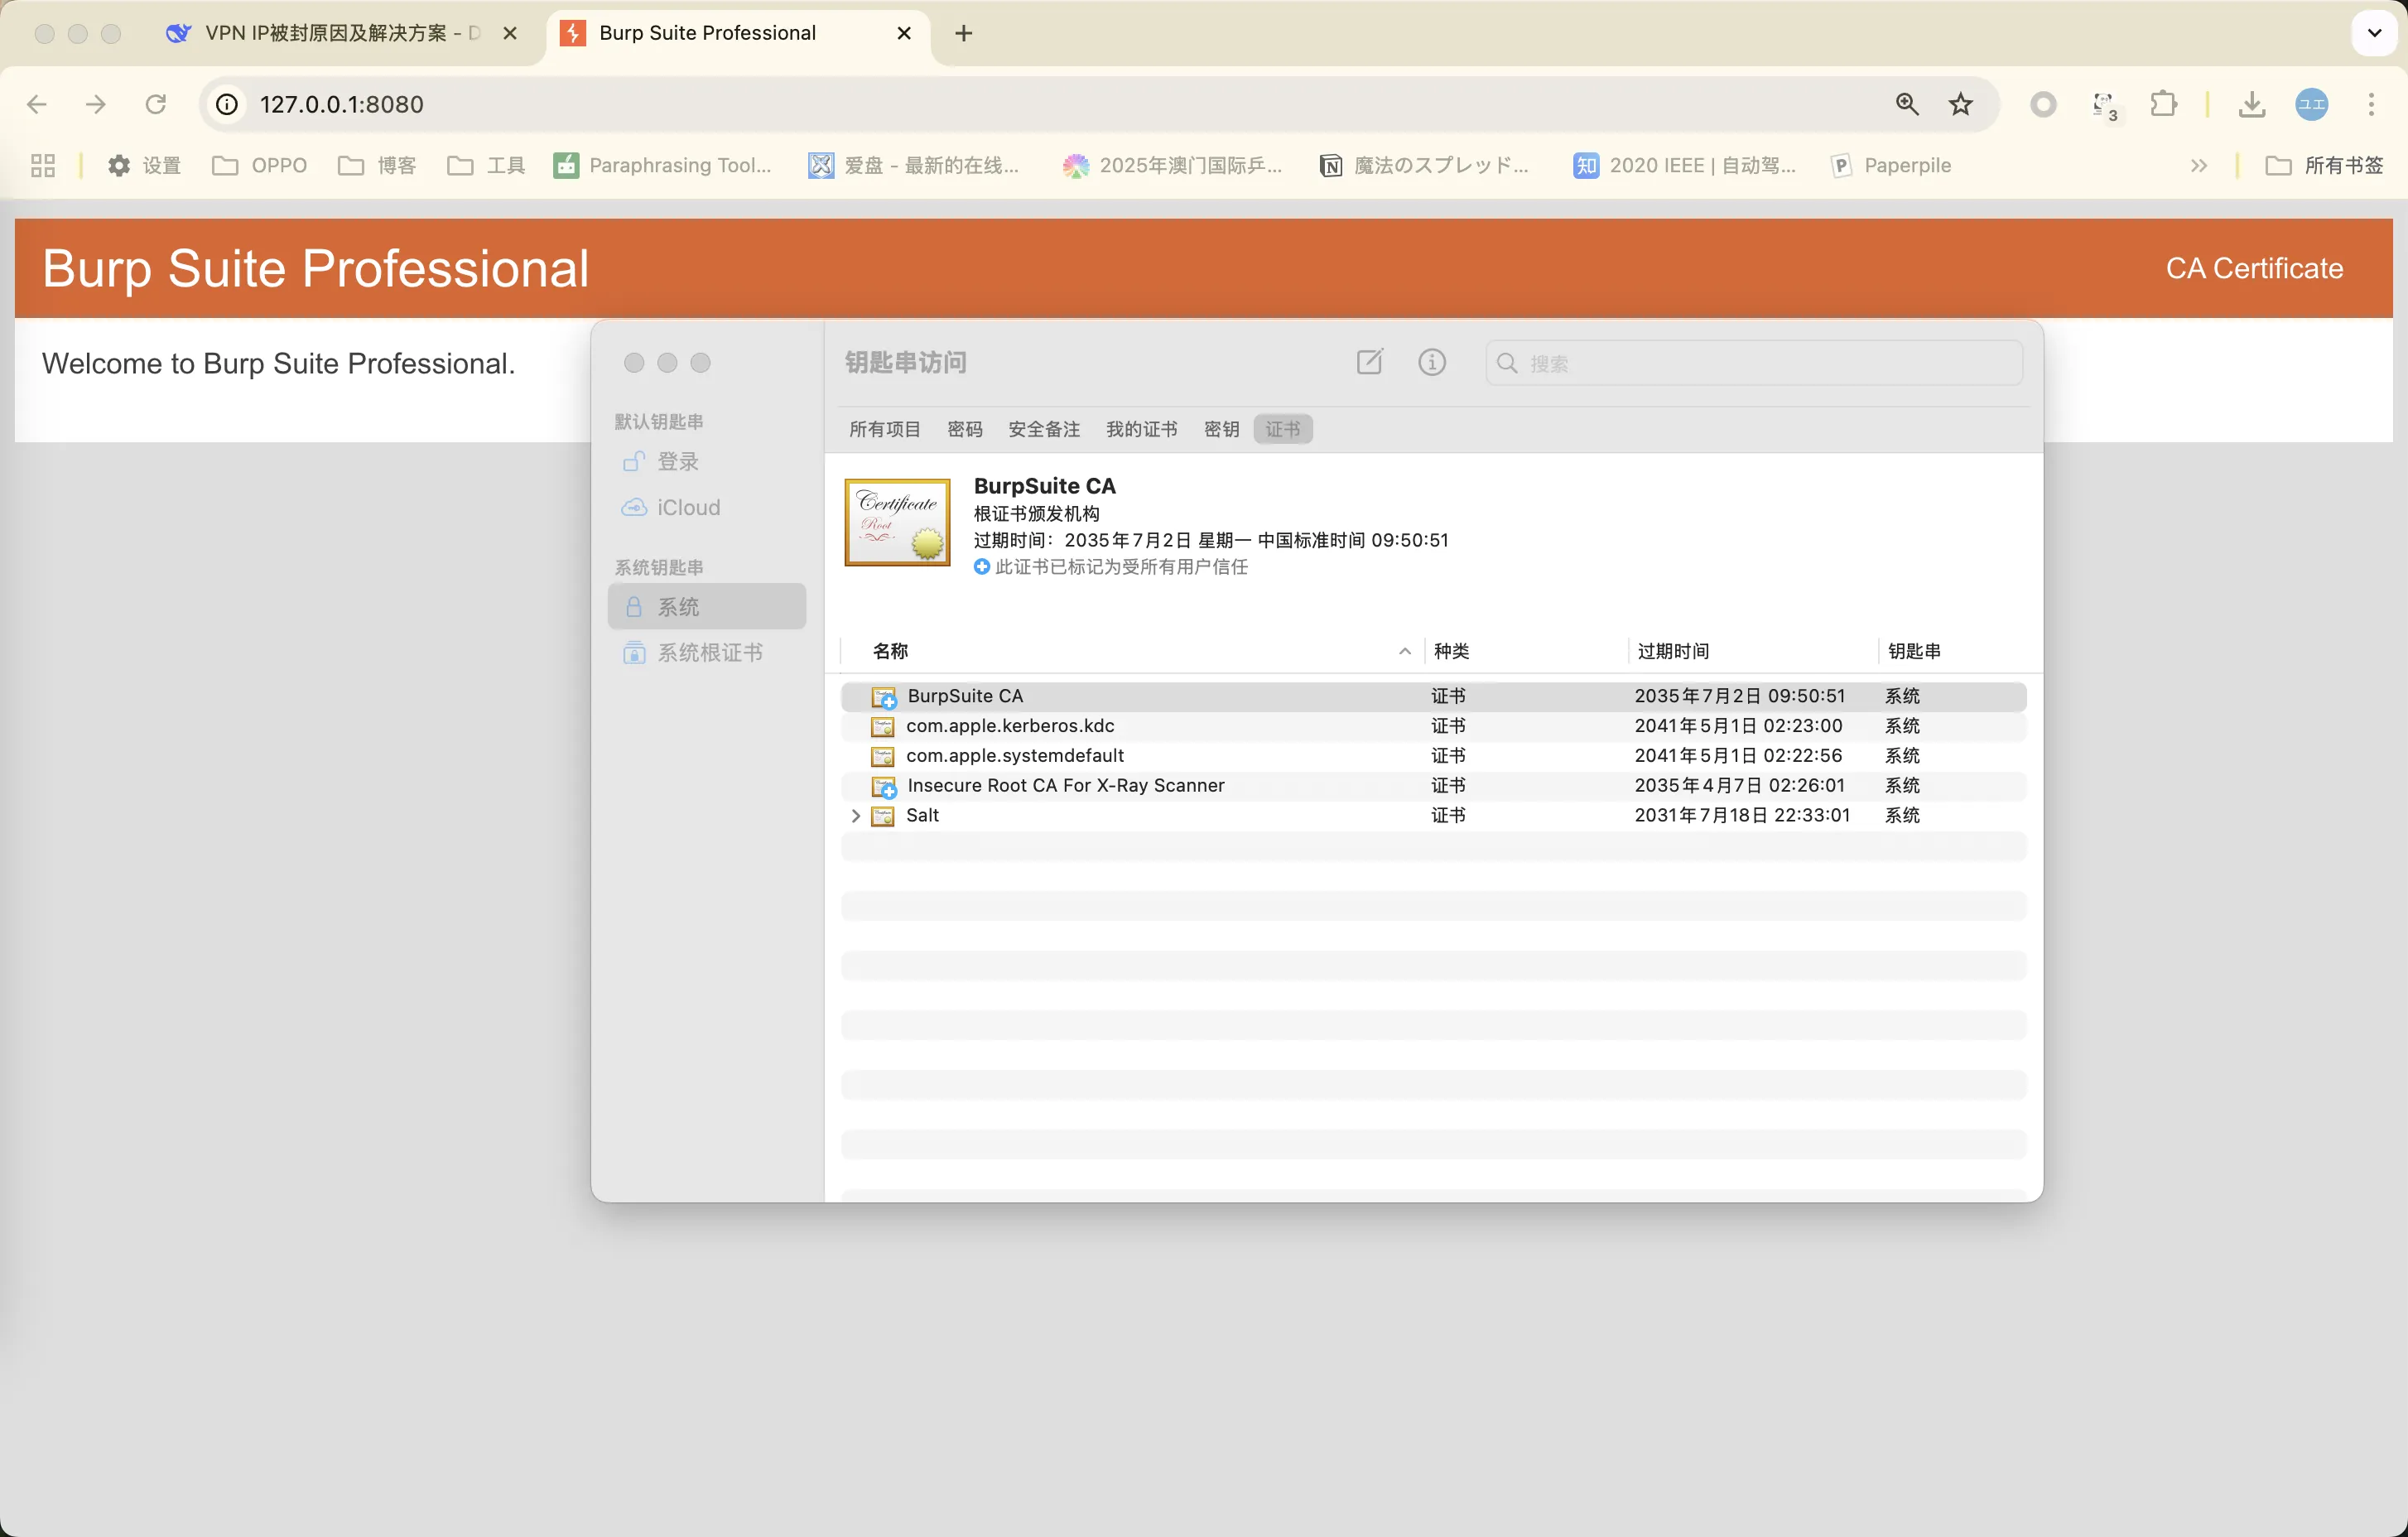 VPN IP被封原因及解决方案 - D
Burp Suite Professional
127.0.0.1:8080
3
ユエ
设置
OPPO
博客
工具
Paraphrasing Tool...
爱盘 - 最新的在线...
2025年澳门国际乒...
魔法のスプレッド...
知
2020 IEEE | 自动驾...
P
Paperpile
所有书签
Burp Suite Professional
CA Certificate
Welcome to Burp Suite Professional.
钥匙串访问
搜索
默认钥匙串
登录
iCloud
系统钥匙串
系统
系统根证书
所有项目 密码 安全备注 我的证书 密钥 证书
Certificate
Root
BurpSuite CA
根证书颁发机构
过期时间：2035年7月2日 星期一 中国标准时间 09:50:51
此证书已标记为受所有用户信任
名称 种类 过期时间 钥匙串
BurpSuite CA 证书 2035年7月2日 09:50:51 系统
com.apple.kerberos.kdc 证书 2041年5月1日 02:23:00 系统
com.apple.systemdefault 证书 2041年5月1日 02:22:56 系统
Insecure Root CA For X-Ray Scanner 证书 2035年4月7日 02:26:01 系统
Salt 证书 2031年7月18日 22:33:01 系统